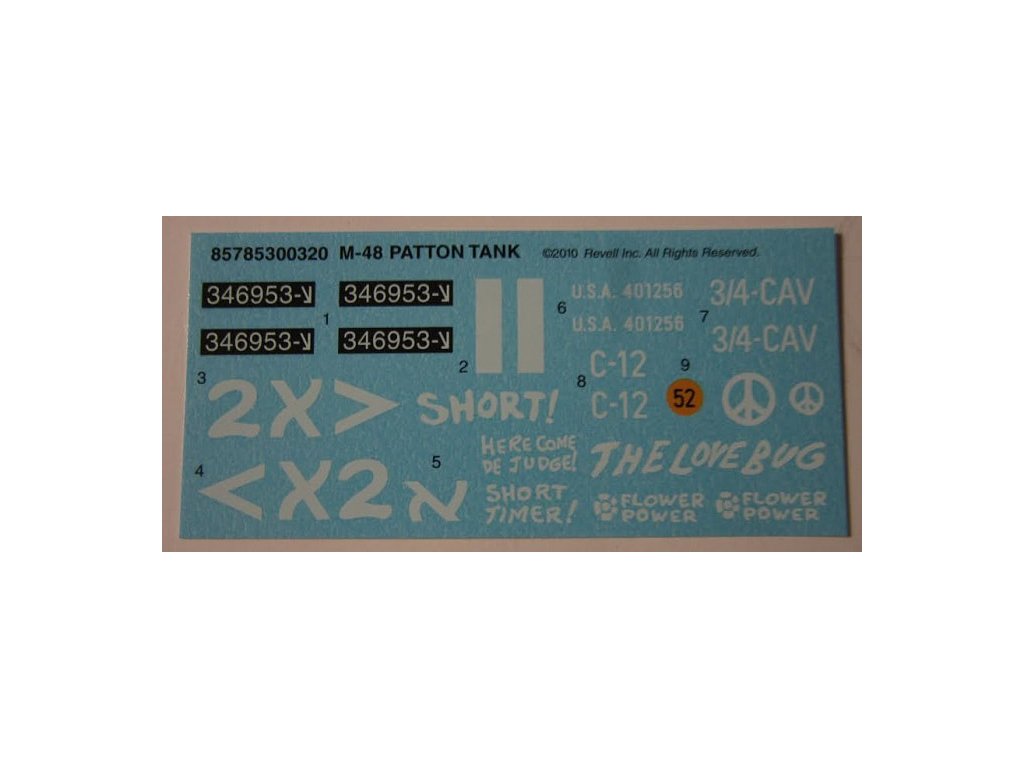 85785300320 M-48 PATTON TANK ©2010 Revell Inc. All Rights Reserved.
346953-צ 346953-צ
1
346953-צ 346953-צ
2
3
2X>
4
<X2
5
א
6
U.S.A. 401256
U.S.A. 401256
7
3/4-CAV
3/4-CAV
8
C-12
C-12
9
52
SHORT!
HERE COME
DE JUDGE!
THE LOVE BUG
SHORT
TIMER!
FLOWER
POWER
FLOWER
POWER